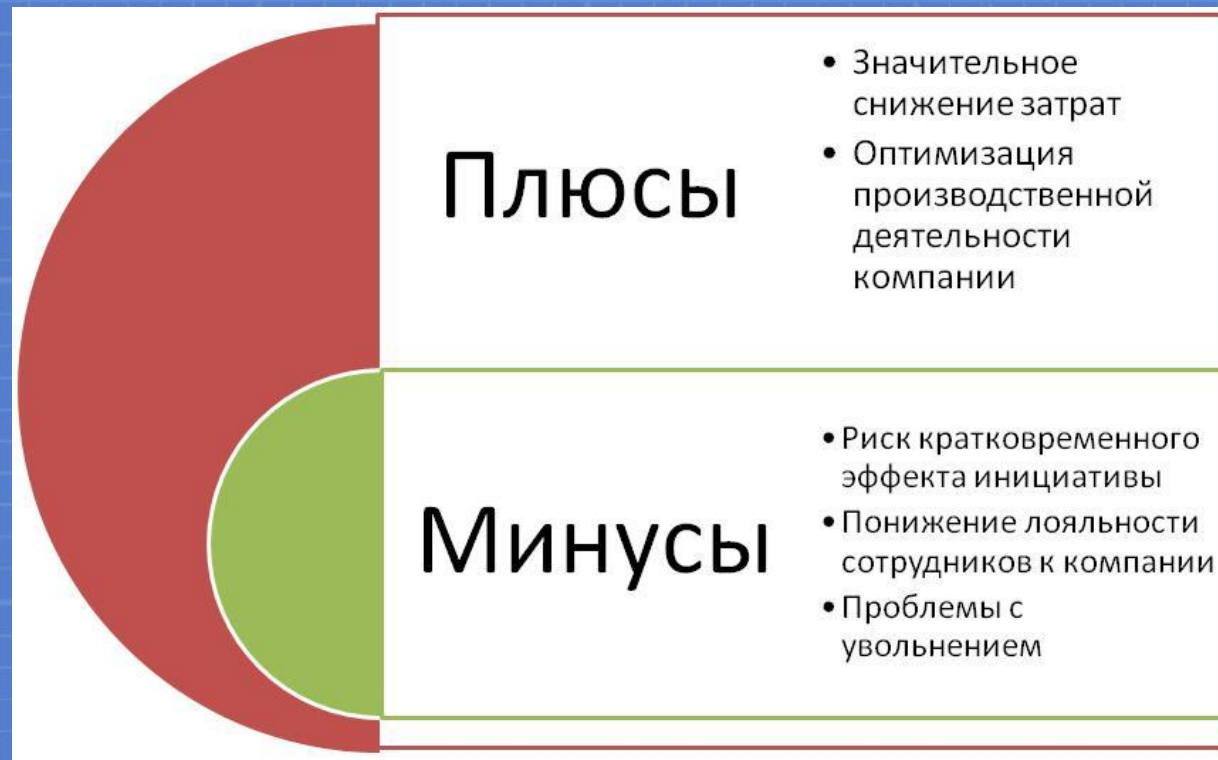 Плюсы
• Значительное
снижение затрат
• Оптимизация
производственной
деятельности
компании
Минусы
• Риск кратковременного
эффекта инициативы
• Понижение лояльности
сотрудников к компании
• Проблемы с
увольнением